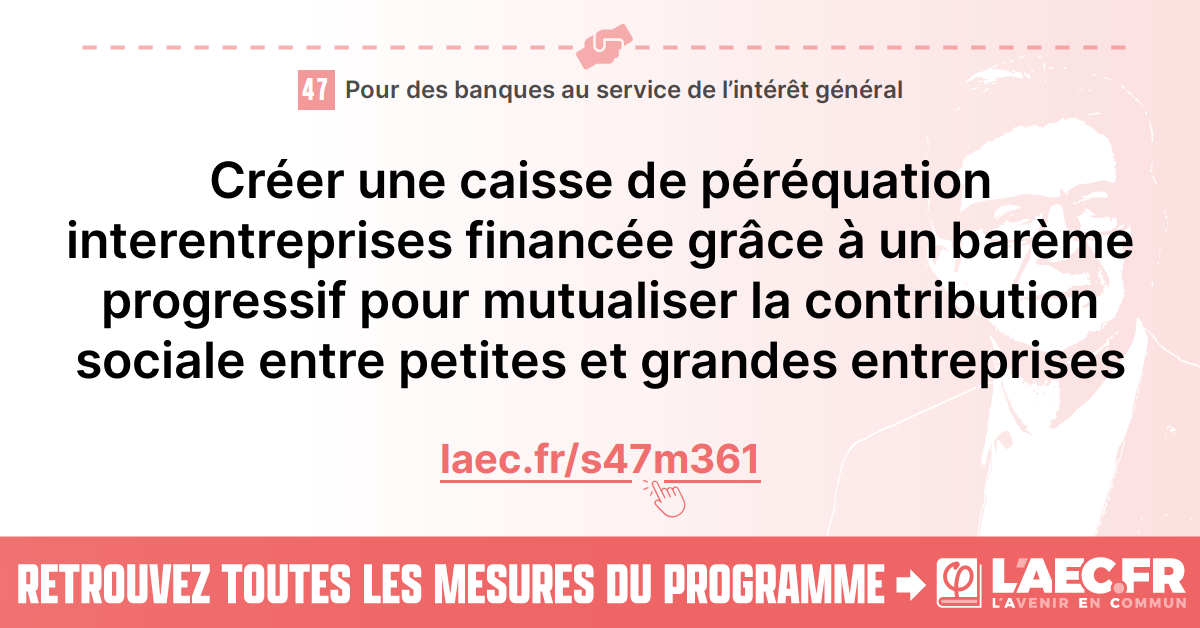 47 Pour des banques au service de l’intérêt général
Créer une caisse de péréquation
interentreprises financée grâce à un barème
progressif pour mutualiser la contribution
sociale entre petites et grandes entreprises
laec.fr/s47m361
RETROUVEZ TOUTES LES MESURES DU PROGRAMME
φ L'AEC.FR
L'AVENIR EN COMMUN